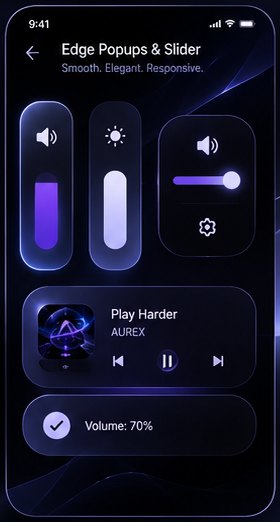 9:41
Edge Popups & Slider
Smooth. Elegant. Responsive.
Play Harder
AUREX
Volume: 70%